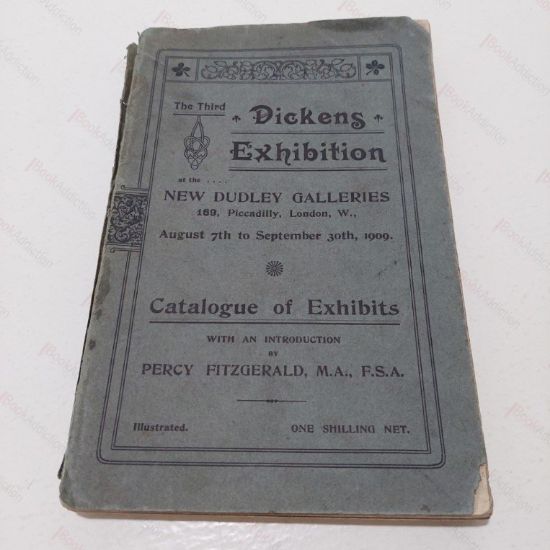 The Third
Dickens
Exhibition
at the ....
NEW DUDLEY GALLERIES
169, Piccadilly, London, W.,
August 7th to September 30th, 1909.
Catalogue of Exhibits
WITH AN INTRODUCTION
BY
PERCY FITZGERALD, M.A., F.S.A.
Illustrated. ONE SHILLING NET.
BookAddiction